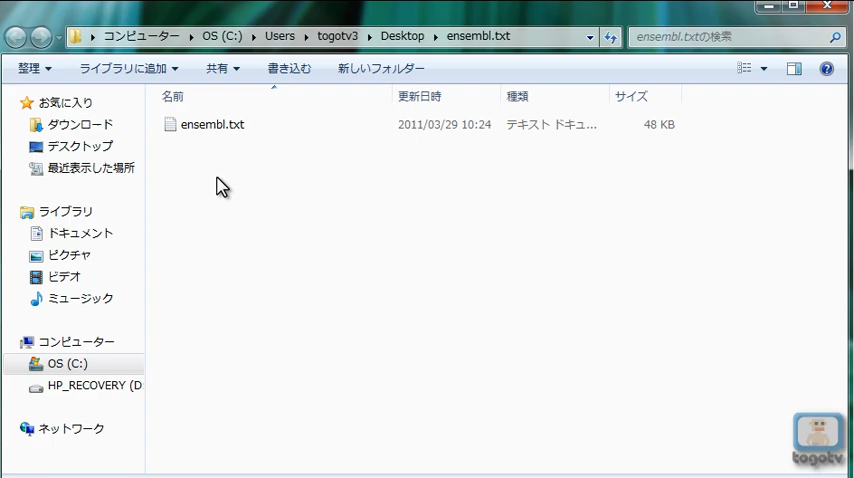 コンピューター ▸ OS (C:) ▸ Users ▸ togotv3 ▸ Desktop ▸ ensembl.txt
ensembl.txtの検索
整理 ライブラリに追加 共有 書き込む 新しいフォルダー
お気に入り
ダウンロード
デスクトップ
最近表示した場所
ライブラリ
ドキュメント
ピクチャ
ビデオ
ミュージック
コンピューター
OS (C:)
HP_RECOVERY (D:
ネットワーク
名前 更新日時 種類 サイズ
ensembl.txt 2011/03/29 10:24 テキスト ドキュ... 48 KB
togotv